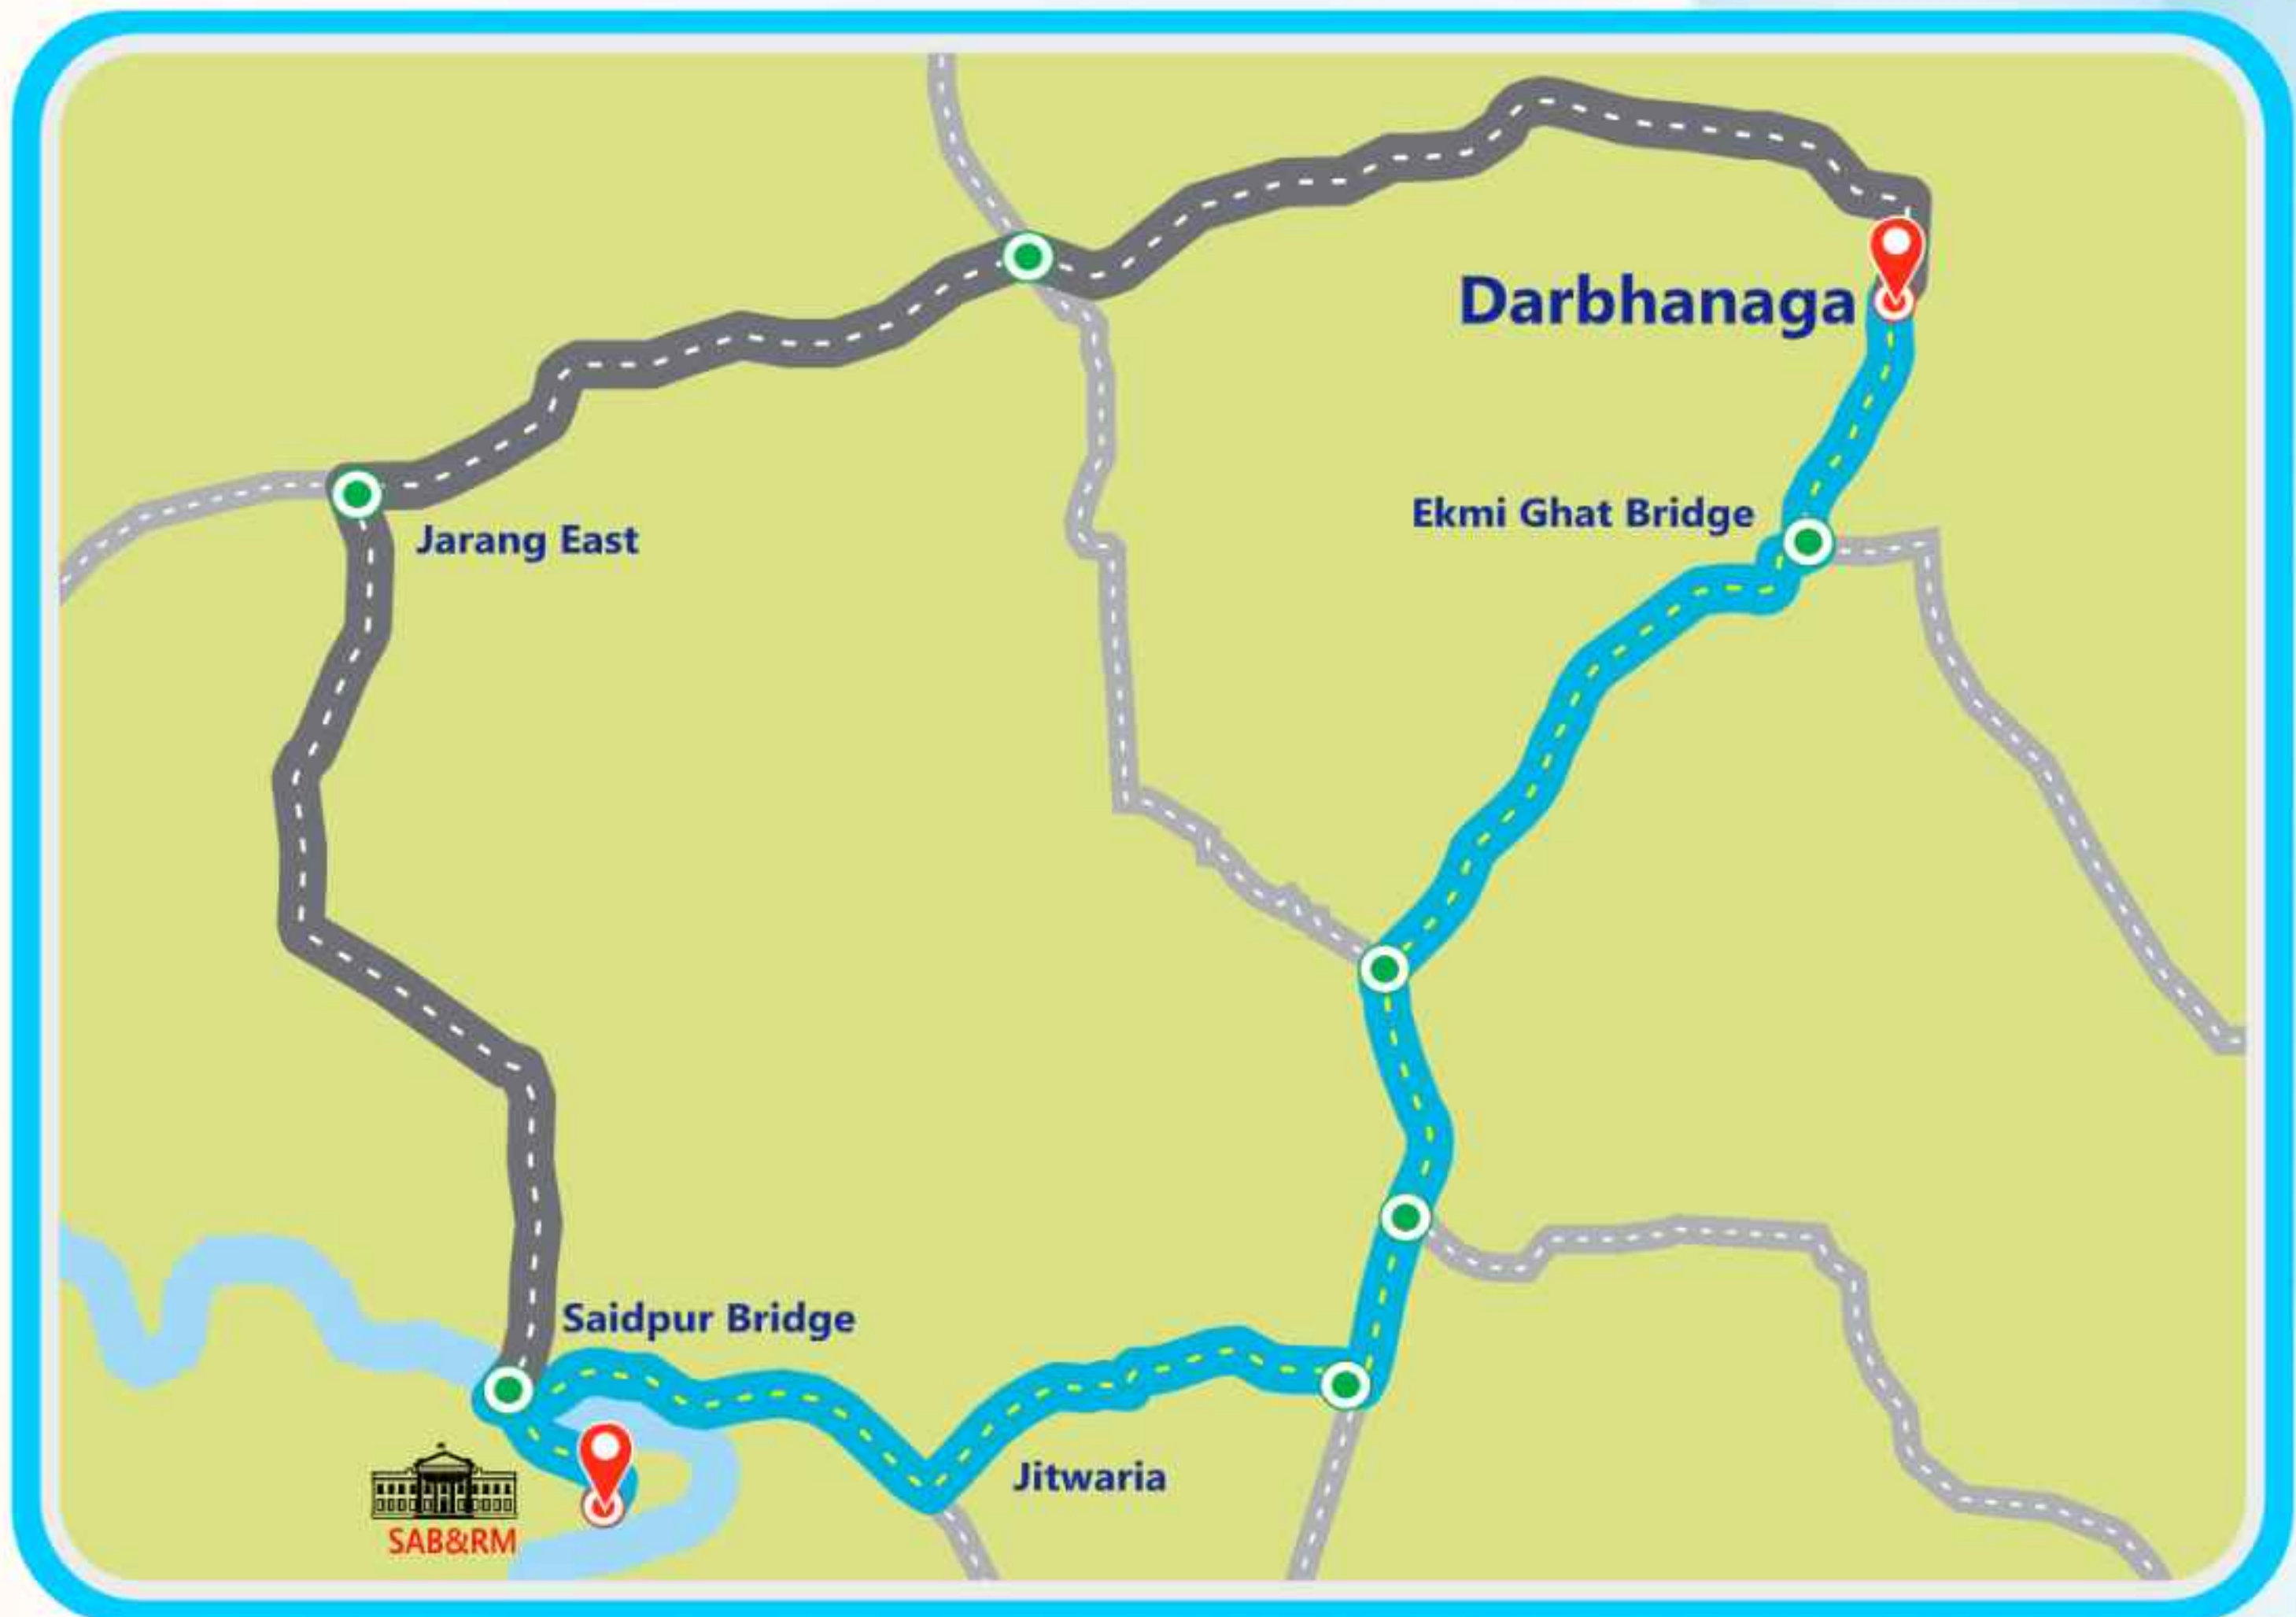 Darbhanaga
Ekmi Ghat Bridge
Jarang East
Saidpur Bridge
Jitwaria
SAB&RM